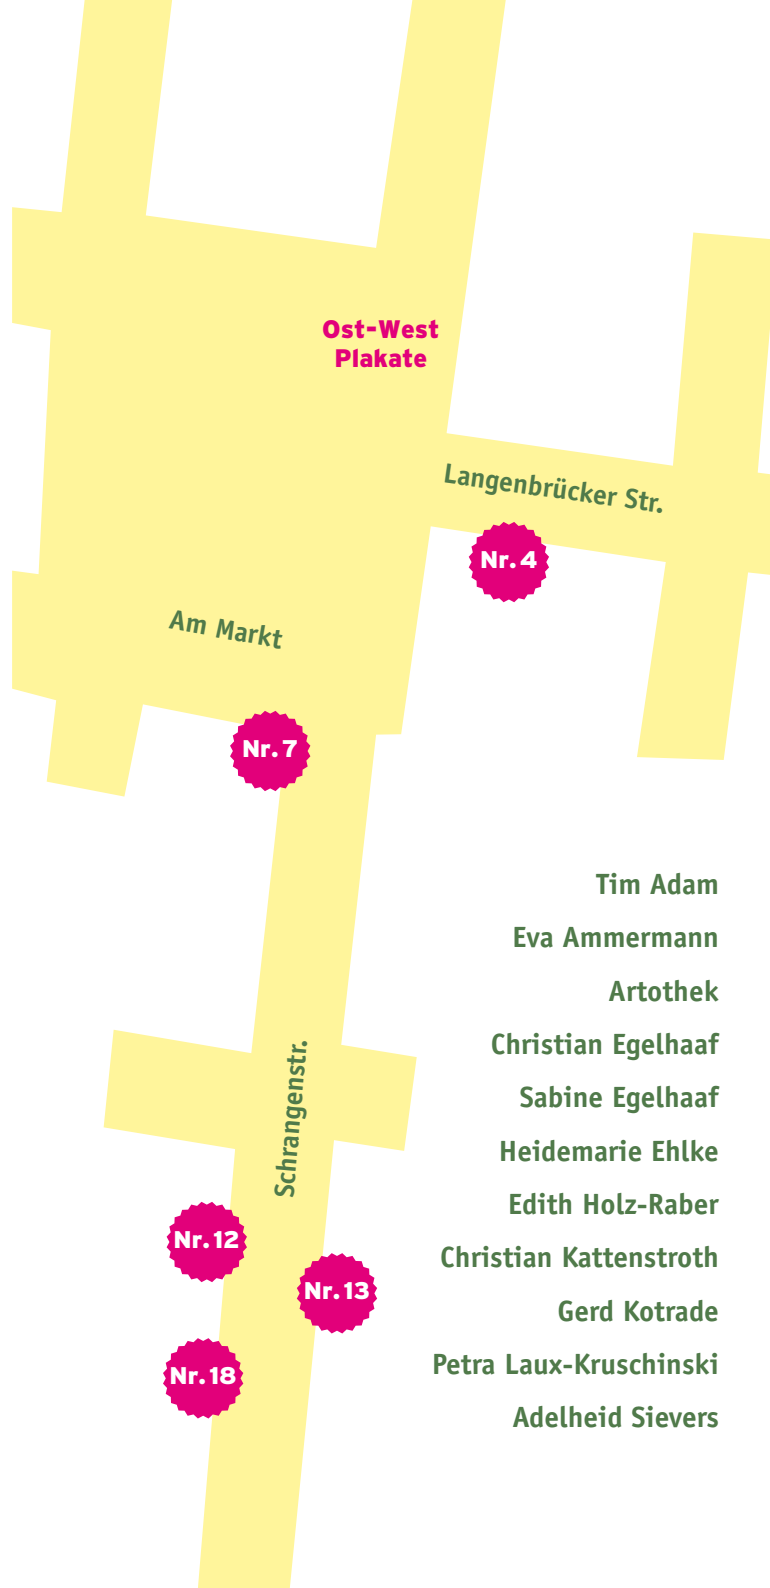 Ost-West
Plakate
Langenbrücker Str.
Nr. 4
Am Markt
Nr. 7
Tim Adam
Eva Ammermann
Artothek
Christian Egelhaaf
Schrangenstr.
Sabine Egelhaaf
Heidemarie Ehlke
Edith Holz-Raber
Nr. 12
Christian Kattenstroth
Nr. 13
Gerd Kotrade
Petra Laux-Kruschinski
Nr. 18
Adelheid Sievers